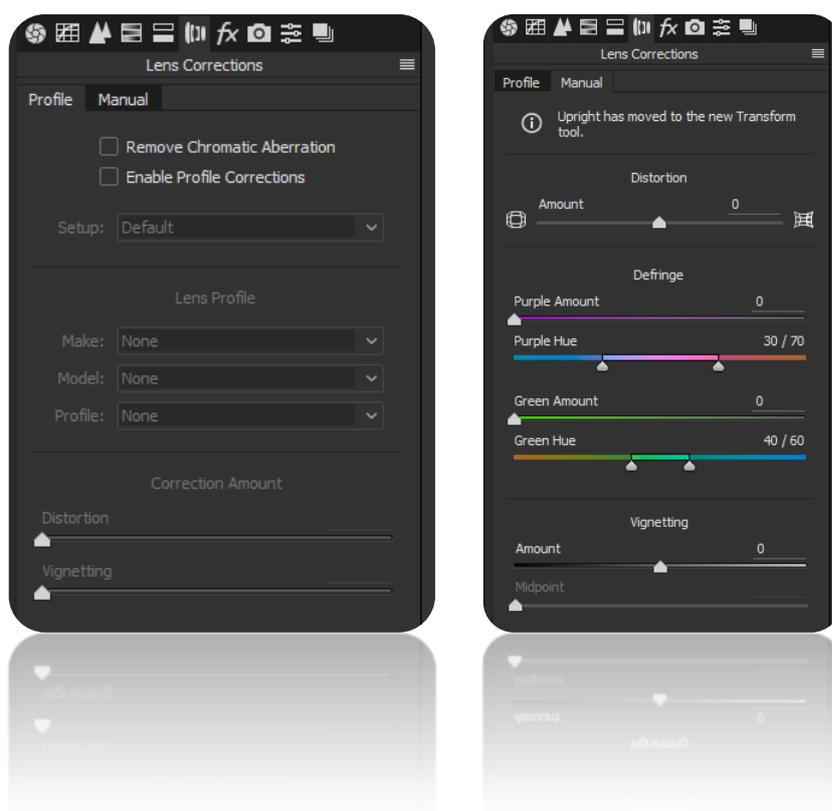 fx
Lens Corrections
Profile Manual
Remove Chromatic Aberration
Enable Profile Corrections
Setup: Default
Lens Profile
Make: None
Model: None
Profile: None
Correction Amount
Distortion
Vignetting
fx
Lens Corrections
Profile Manual
Upright has moved to the new Transform
tool.
Distortion
Amount 0
Defringe
Purple Amount 0
Purple Hue 30 / 70
Green Amount 0
Green Hue 40 / 60
Vignetting
Amount 0
Midpoint